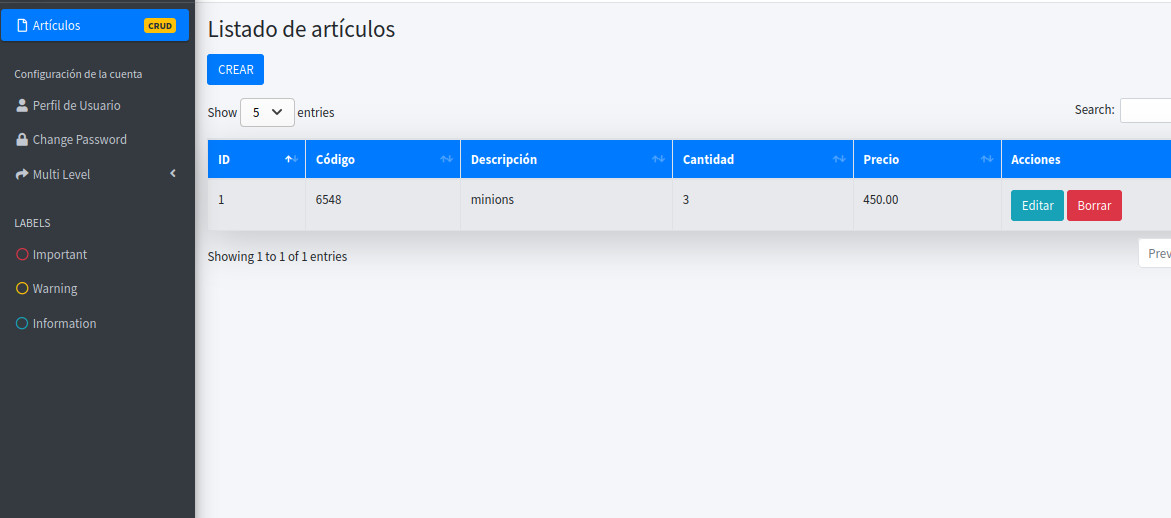 Artículos CRUD
Configuración de la cuenta
Perfil de Usuario
Change Password
Multi Level
LABELS
Important
Warning
Information
Listado de artículos
CREAR
Show 5 entries
Search:
ID Código Descripción Cantidad Precio Acciones
1 6548 minions 3 450.00 Editar Borrar
Showing 1 to 1 of 1 entries
Prev